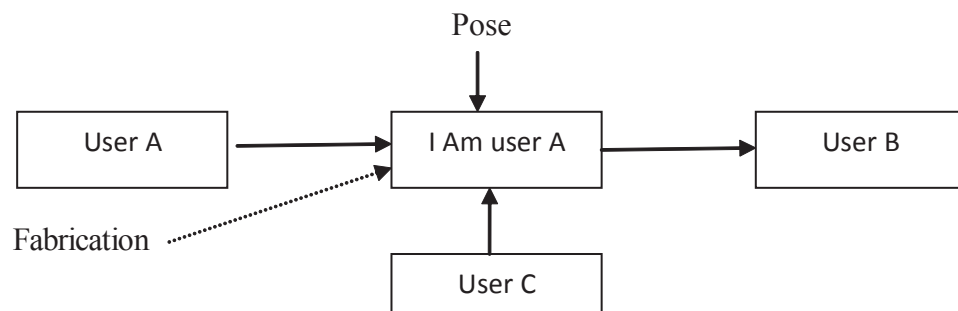 Pose
User A
I Am user A
User B
Fabrication
User C